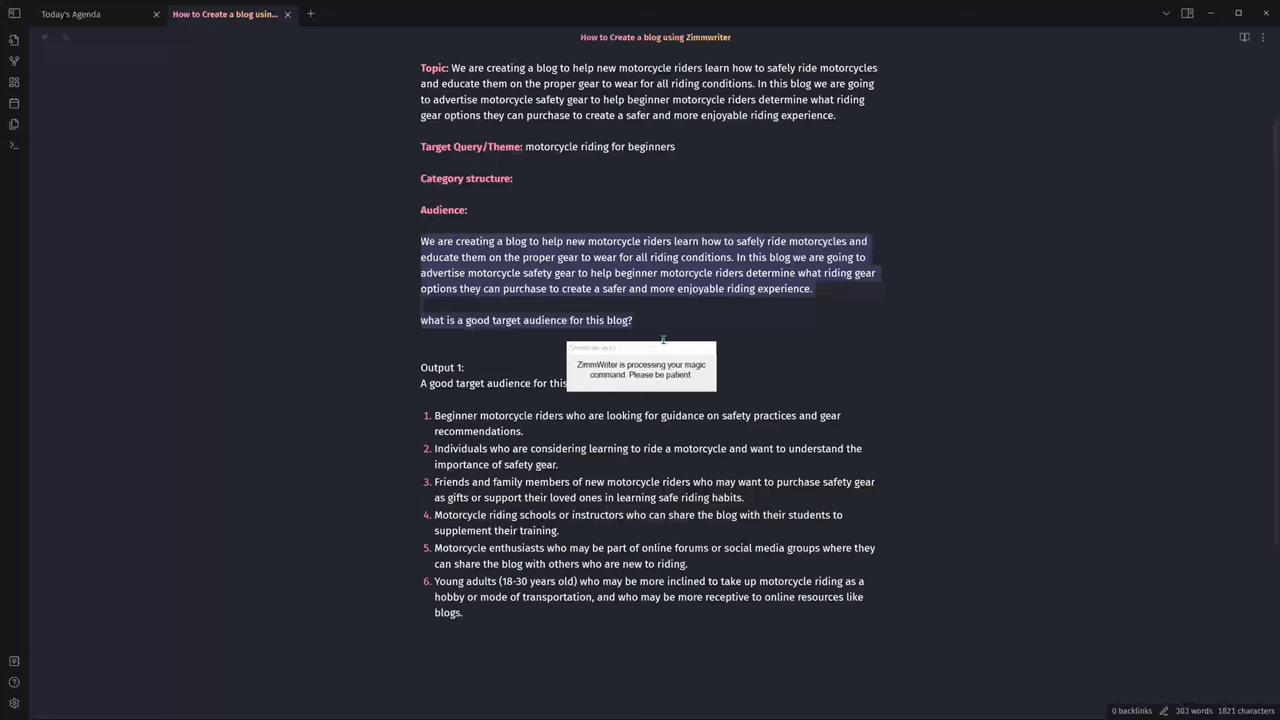 Today's Agenda
How to Create a blog usin...
How to Create a blog using Zimmwriter
Topic: We are creating a blog to help new motorcycle riders learn how to safely ride motorcycles
and educate them on the proper gear to wear for all riding conditions. In this blog we are going
to advertise motorcycle safety gear to help beginner motorcycle riders determine what riding
gear options they can purchase to create a safer and more enjoyable riding experience.
Target Query/Theme: motorcycle riding for beginners
Category structure:
Audience:
We are creating a blog to help new motorcycle riders learn how to safely ride motorcycles and
educate them on the proper gear to wear for all riding conditions. In this blog we are going to
advertise motorcycle safety gear to help beginner motorcycle riders determine what riding gear
options they can purchase to create a safer and more enjoyable riding experience.
what is a good target audience for this blog?
ZimmWriter
ZimmWriter is processing your magic
command. Please be patient.
Output 1:
A good target audience for this
1. Beginner motorcycle riders who are looking for guidance on safety practices and gear
recommendations.
2. Individuals who are considering learning to ride a motorcycle and want to understand the
importance of safety gear.
3. Friends and family members of new motorcycle riders who may want to purchase safety gear
as gifts or support their loved ones in learning safe riding habits.
4. Motorcycle riding schools or instructors who can share the blog with their students to
supplement their training.
5. Motorcycle enthusiasts who may be part of online forums or social media groups where they
can share the blog with others who are new to riding.
6. Young adults (18-30 years old) who may be more inclined to take up motorcycle riding as a
hobby or mode of transportation, and who may be more receptive to online resources like
blogs.
0 backlinks 303 words 1821 characters